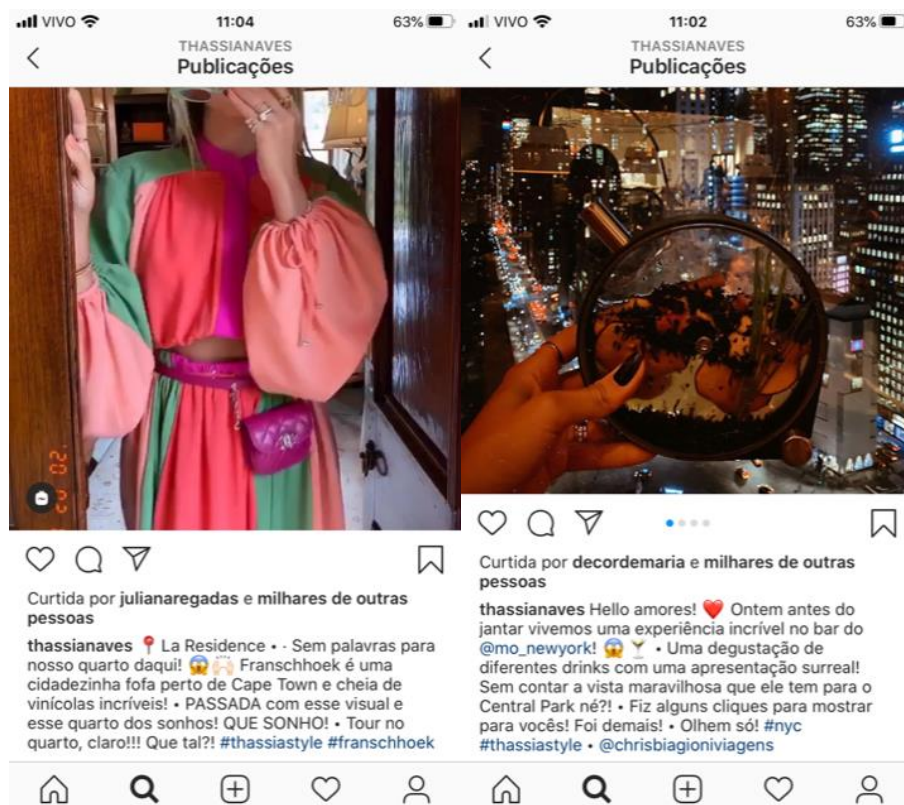 VIVO
11:04
63%
THASSIANAVES
Publicações
Curtida por julianaregadas e milhares de outras
pessoas
thassianaves 📍 La Residence • · Sem palavras para
nosso quarto daqui! 😱🙌🏻 Franschhoek é uma
cidadezinha fofa perto de Cape Town e cheia de
vinícolas incríveis! • PASSADA com esse visual e
esse quarto dos sonhos! QUE SONHO! • Tour no
quarto, claro!!! Que tal?! #thassiastyle #franschhoek
VIVO
11:02
63%
THASSIANAVES
Publicações
Curtida por decordemaria e milhares de outras
pessoas
thassianaves Hello amores! ❤️ Ontem antes do
jantar vivemos uma experiência incrível no bar do
@mo_newyork! 😱🍸 • Uma degustação de
diferentes drinks com uma apresentação surreal!
Sem contar a vista maravilhosa que ele tem para o
Central Park né?! • Fiz alguns cliques para mostrar
para vocês! Foi demais! • Olhem só! #nyc
#thassiastyle • @chrisbiagioniviagens